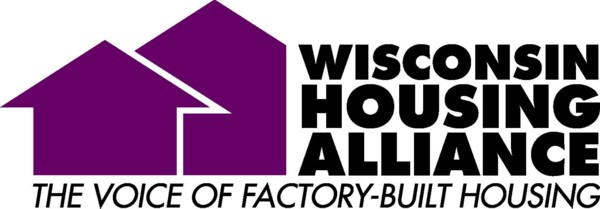 WISCONSIN
HOUSING
ALLIANCE
THE VOICE OF FACTORY-BUILT HOUSING